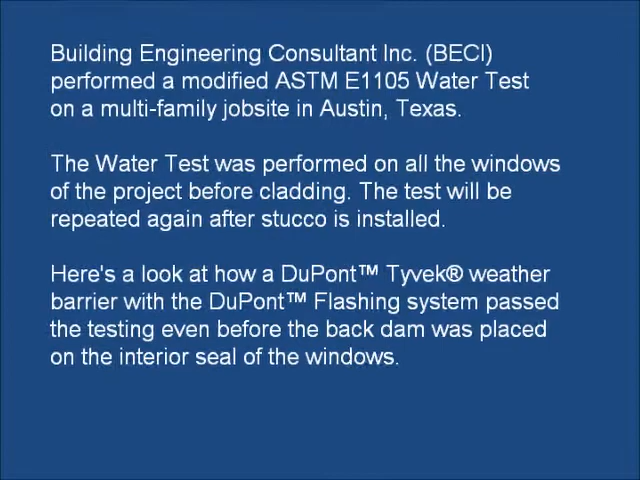 Building Engineering Consultant Inc. (BECI)
performed a modified ASTM E1105 Water Test
on a multi-family jobsite in Austin, Texas.
The Water Test was performed on all the windows
of the project before cladding. The test will be
repeated again after stucco is installed.
Here's a look at how a DuPont™ Tyvek® weather
barrier with the DuPont™ Flashing system passed
the testing even before the back dam was placed
on the interior seal of the windows.